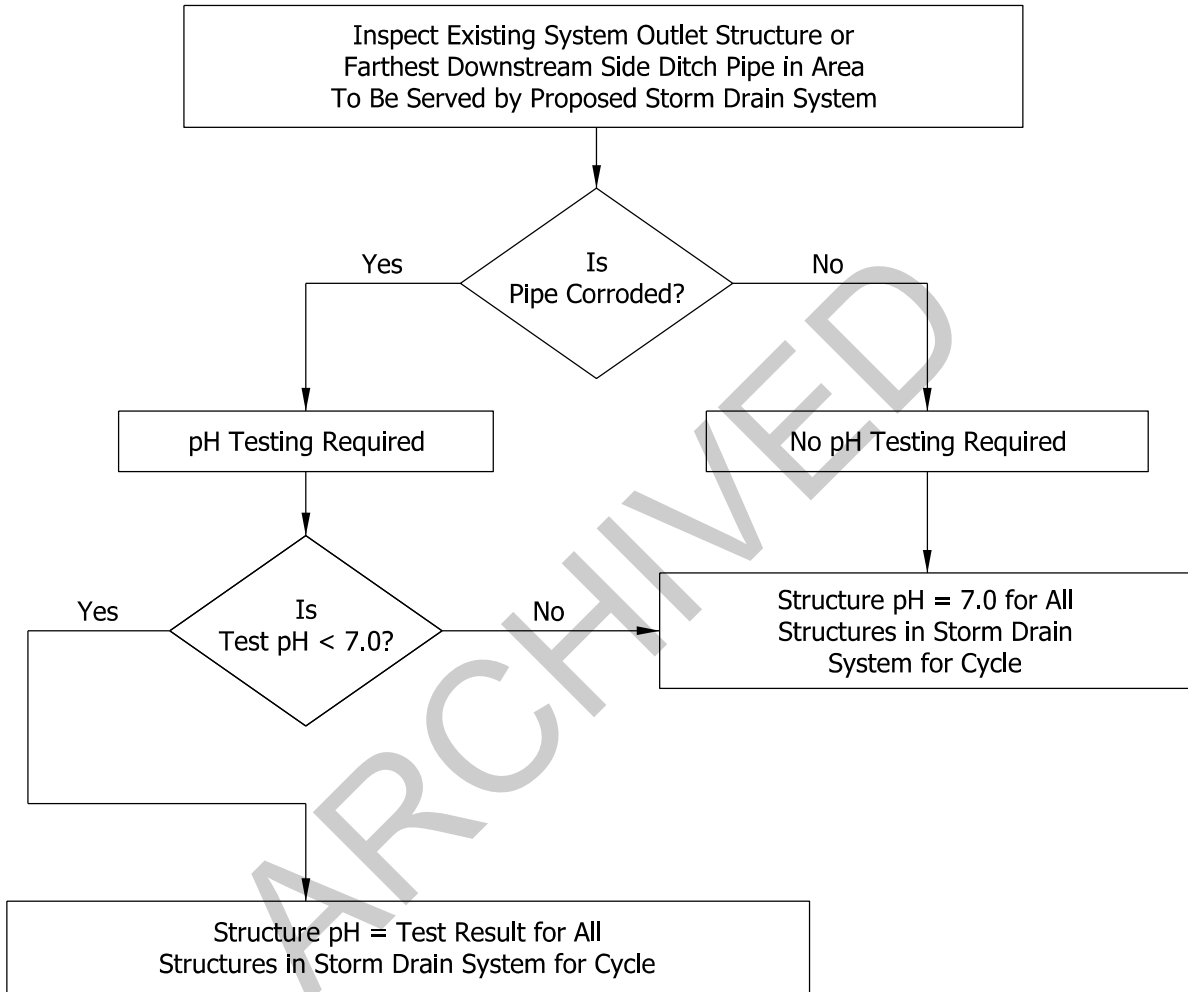 Inspect Existing System Outlet Structure or
Farthest Downstream Side Ditch Pipe in Area
To Be Served by Proposed Storm Drain System
Yes
Is
Pipe Corroded?
No
pH Testing Required
No pH Testing Required
Yes
Is
Test pH < 7.0?
No
Structure pH = 7.0 for All
Structures in Storm Drain
System for Cycle
Structure pH = Test Result for All
Structures in Storm Drain System for Cycle
ARCHIVED